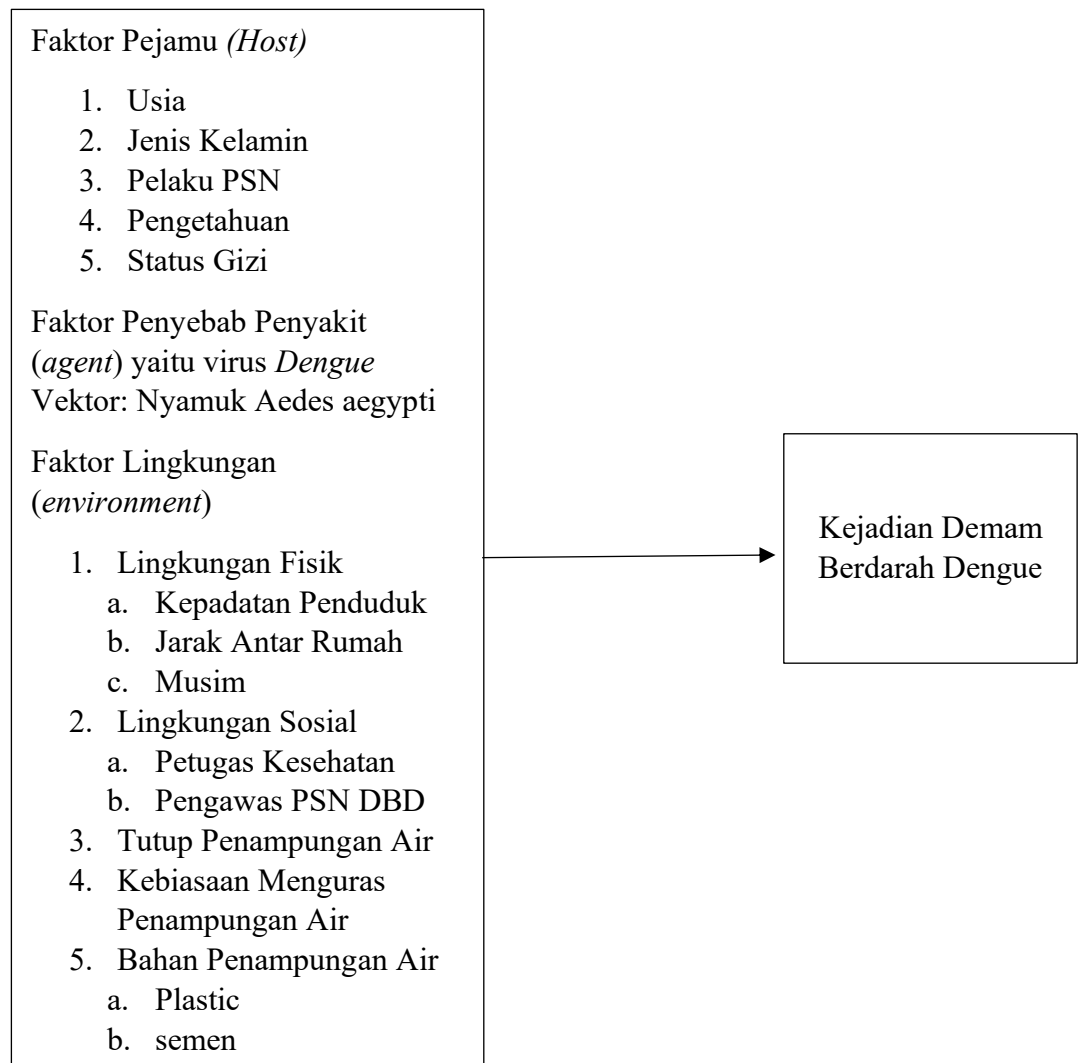 Faktor Pejamu (Host)
1. Usia
2. Jenis Kelamin
3. Pelaku PSN
4. Pengetahuan
5. Status Gizi
Faktor Penyebab Penyakit
(agent) yaitu virus Dengue
Vektor: Nyamuk Aedes aegypti
Faktor Lingkungan
(environment)
1. Lingkungan Fisik
a. Kepadatan Penduduk
b. Jarak Antar Rumah
c. Musim
2. Lingkungan Sosial
a. Petugas Kesehatan
b. Pengawas PSN DBD
3. Tutup Penampungan Air
4. Kebiasaan Menguras
Penampungan Air
5. Bahan Penampungan Air
a. Plastic
b. semen
Kejadian Demam
Berdarah Dengue